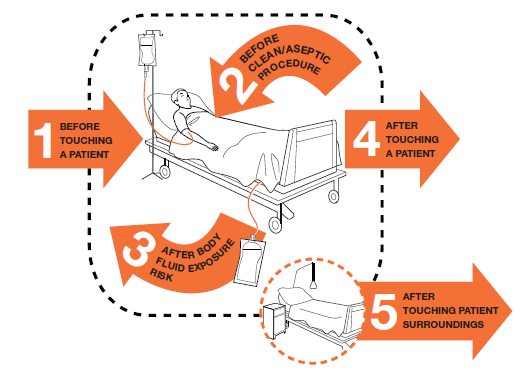 1
BEFORE
TOUCHING
A PATIENT
2
BEFORE
CLEAN/ASEPTIC
PROCEDURE
3
AFTER BODY
FLUID EXPOSURE
RISK
4
AFTER
TOUCHING
A PATIENT
5
AFTER
TOUCHING PATIENT
SURROUNDINGS